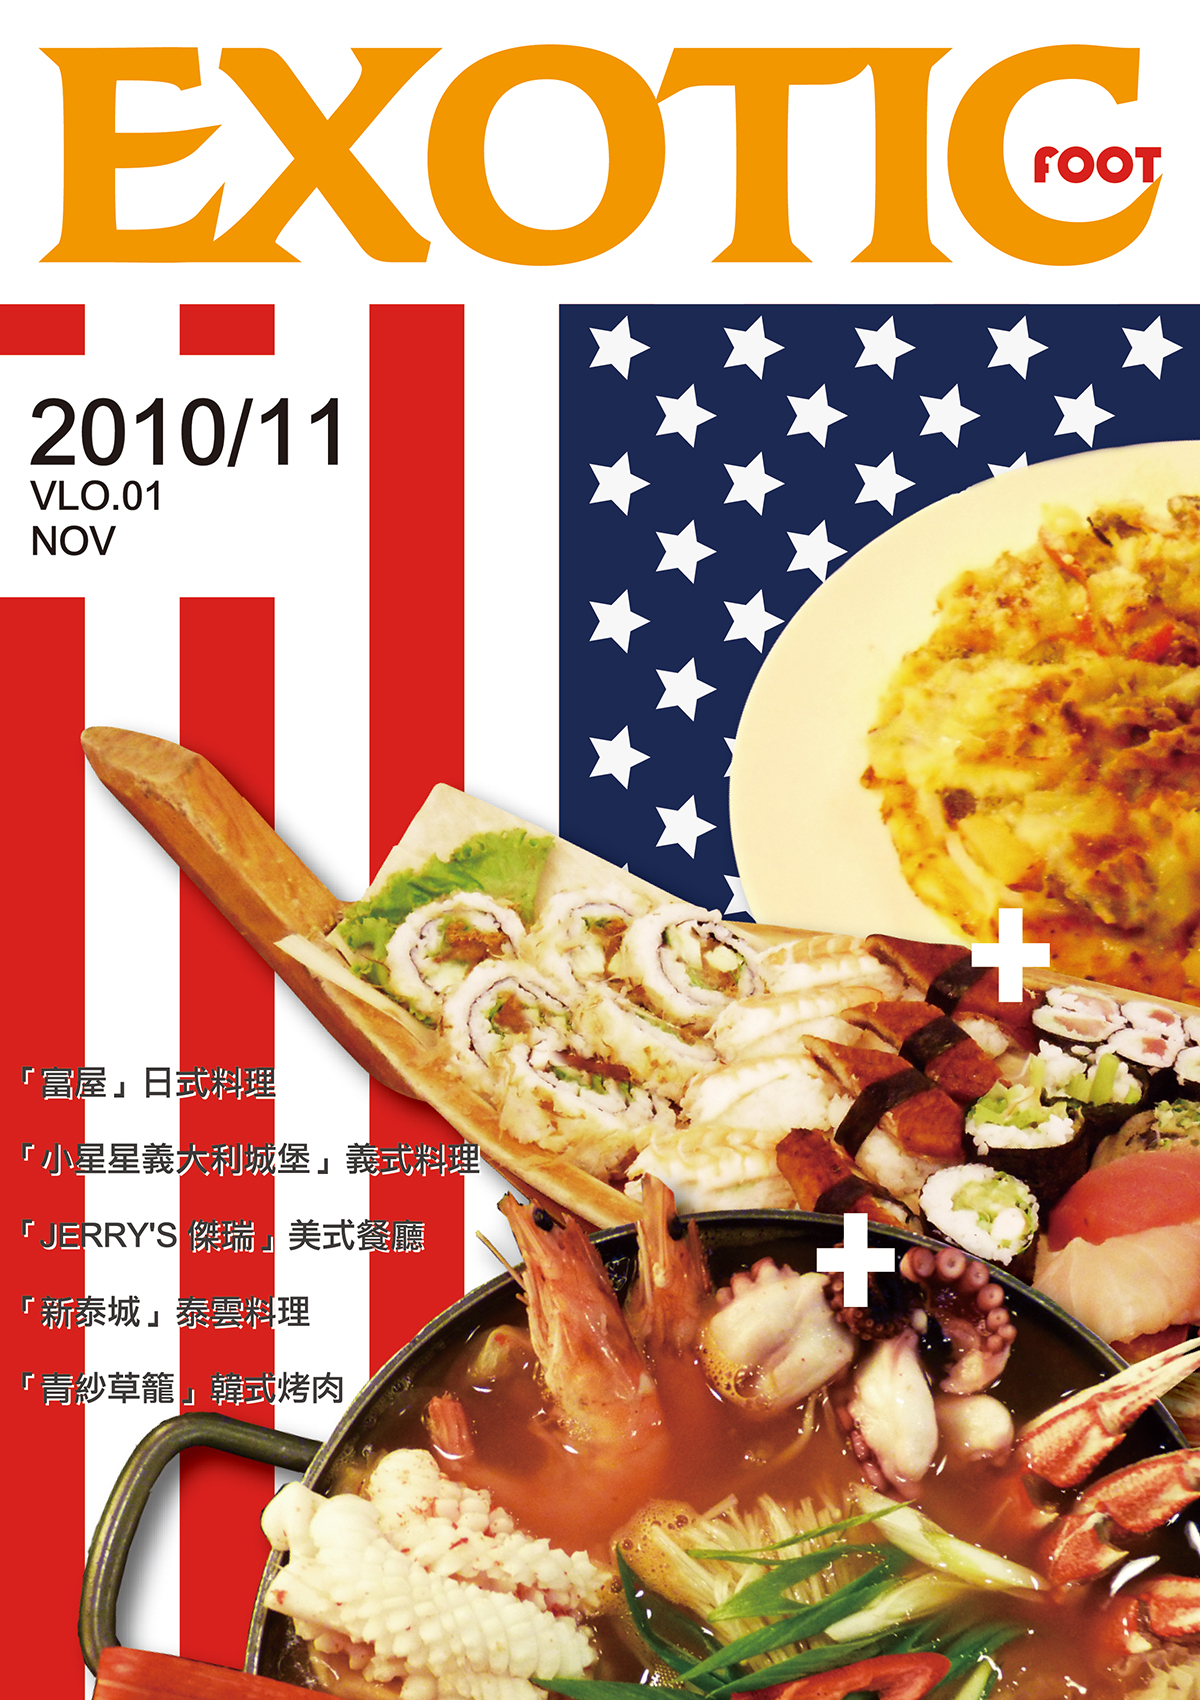 EXOTIC
FOOT
2010/11
VLO.01
NOV
「富屋」日式料理
「小星星義大利城堡」義式料理
「JERRY'S 傑瑞」美式餐廳
「新泰城」泰雲料理
「青紗草籠」韓式烤肉